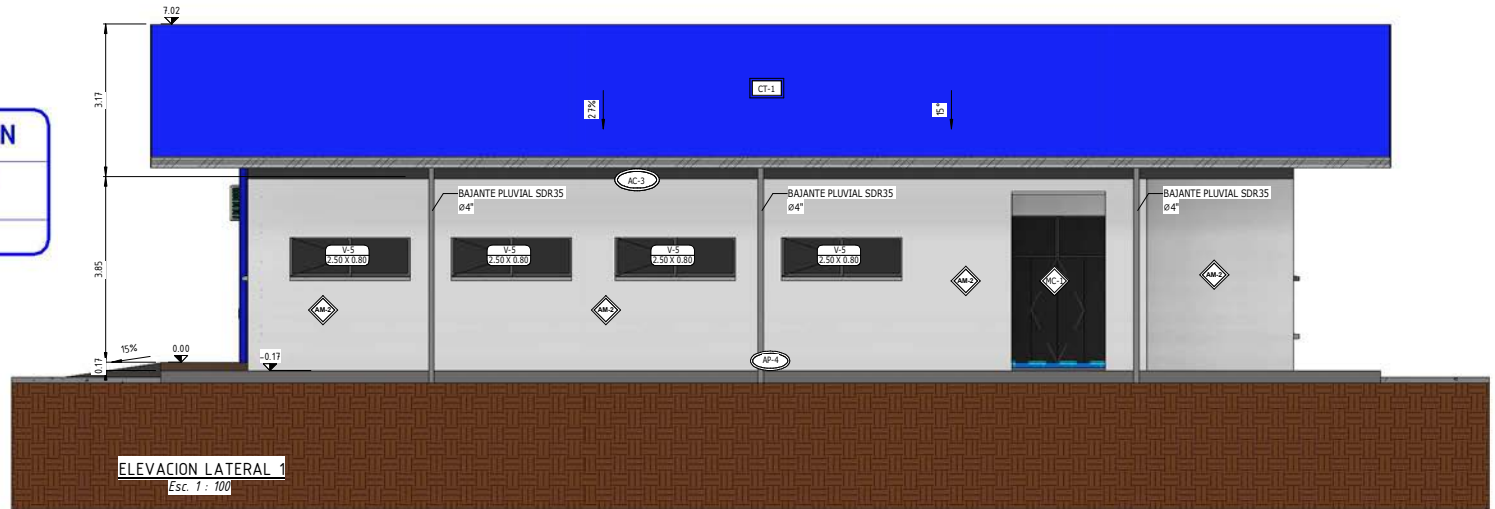 7.02
3.17
CT-1
27%
15°
N
AC-3
BAJANTE PLUVIAL SDR35
Ø4"
BAJANTE PLUVIAL SDR35
Ø4"
BAJANTE PLUVIAL SDR35
Ø4"
3.85
V-5
2.50 X 0.80
V-5
2.50 X 0.80
V-5
2.50 X 0.80
V-5
2.50 X 0.80
AM-2
AM-2
AM-2
MC-1
AM-2
15%
0.00
-0.17
0.17
AP-4
ELEVACION LATERAL 1
Esc. 1 : 100